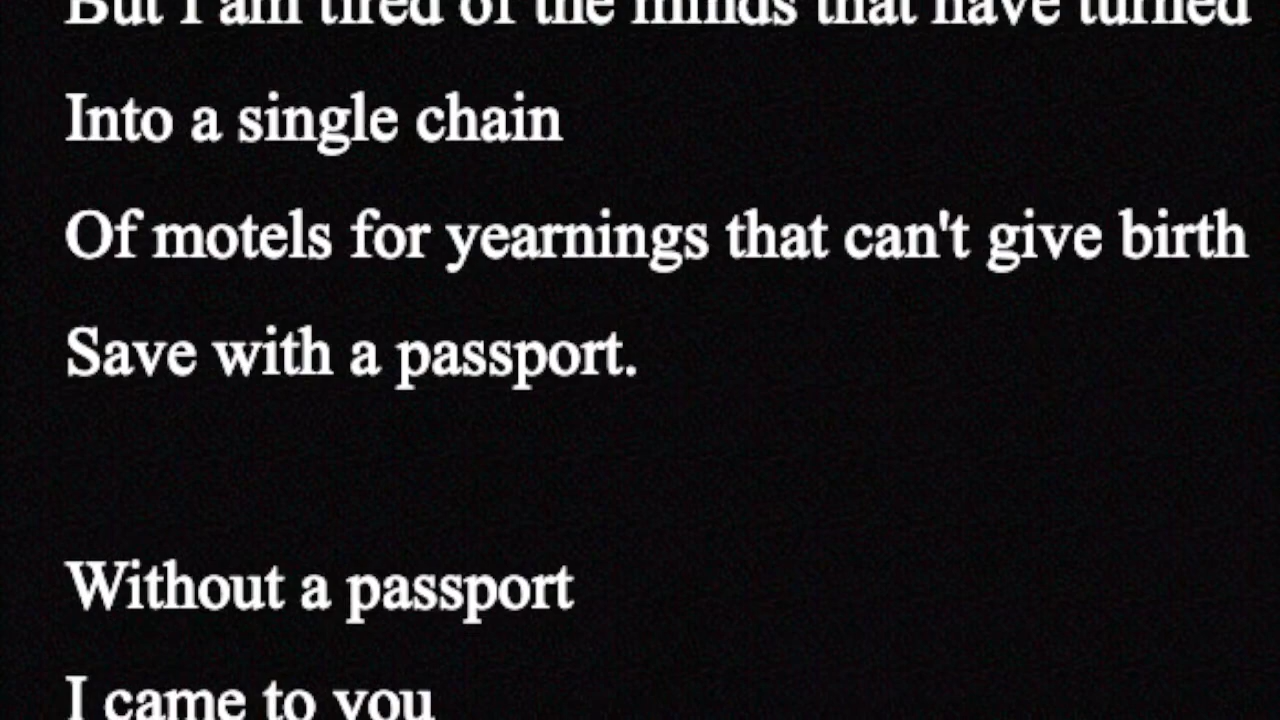 But I am tired of the minds that have turned
Into a single chain
Of motels for yearnings that can't give birth
Save with a passport.
Without a passport
I came to you